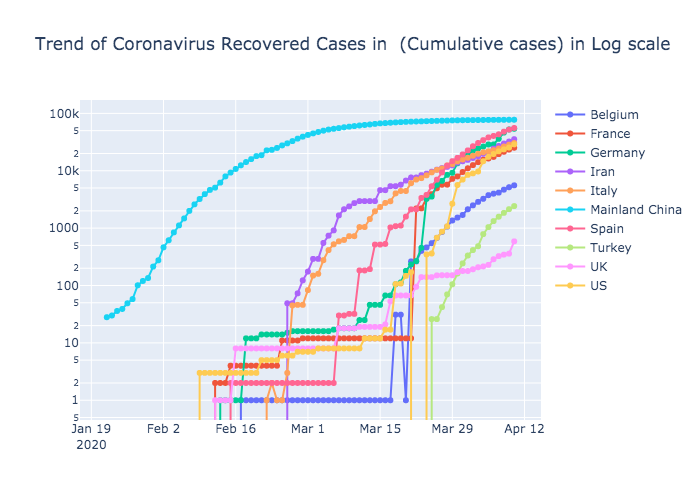 Trend of Coronavirus Recovered Cases in  (Cumulative cases) in Log scale
100k
5
2
10k
5
2
1000
5
2
100
5
2
10
5
2
1
5
Jan 19
2020
Feb 2
Feb 16
Mar 1
Mar 15
Mar 29
Apr 12
Belgium
France
Germany
Iran
Italy
Mainland China
Spain
Turkey
UK
US